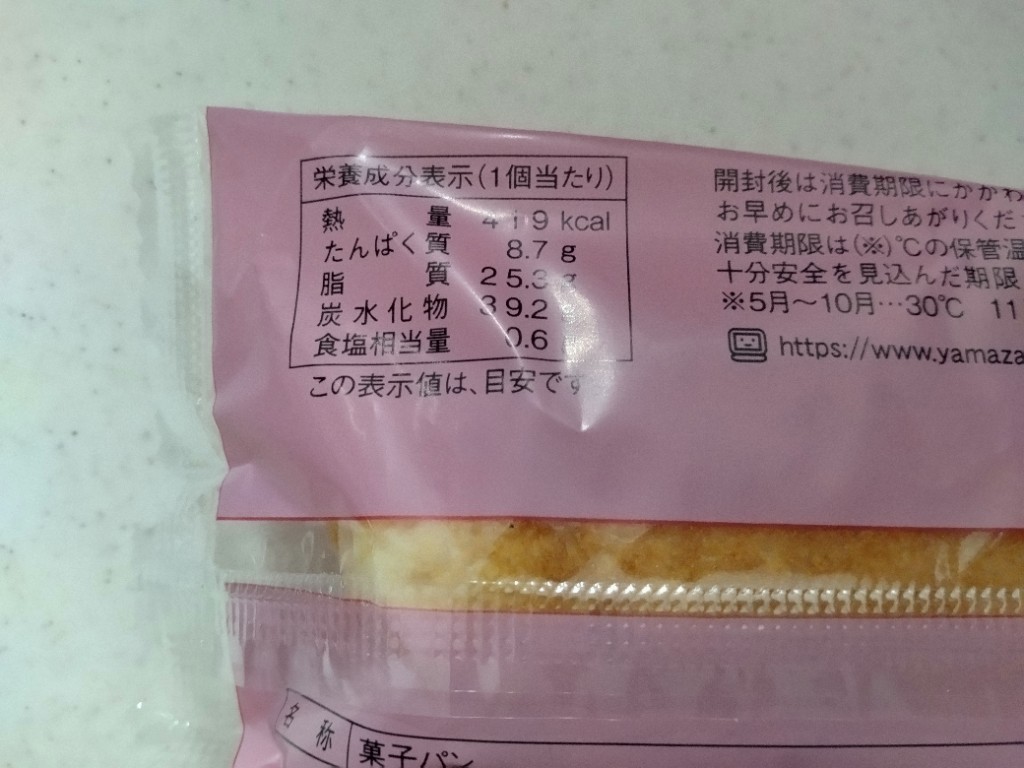 栄養成分表示(1個当たり)
熱量 419 kcal
たんぱく質 8.7 g
脂質 25.3 g
炭水化物 39.2
食塩相当量 0.6
この表示値は、目安です
開封後は消費期限にかかわ
お早めにお召しあがりくだ
消費期限は(※)℃の保管温
十分安全を見込んだ期限
※5月〜10月…30℃ 11
https://www.yamaza
名称 菓子パン